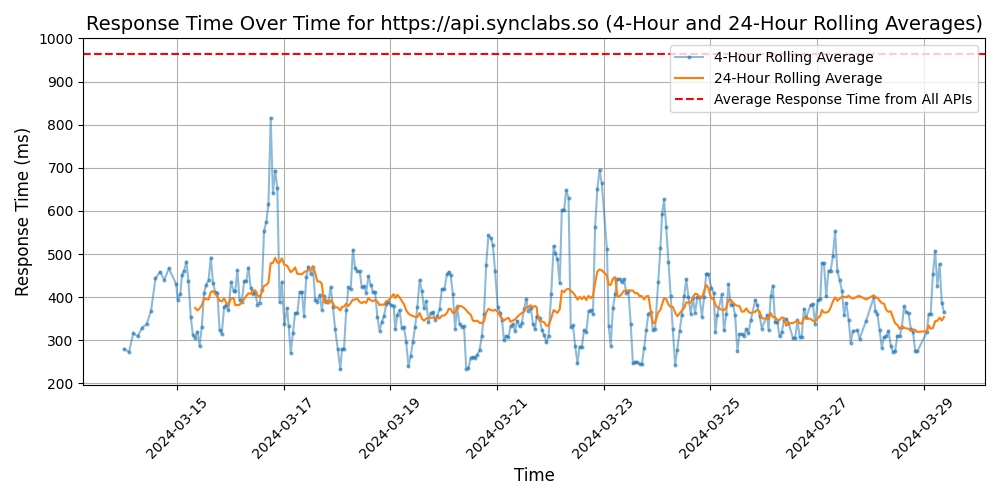 Response Time Over Time for https://api.synclabs.so (4-Hour and 24-Hour Rolling Averages)
4-Hour Rolling Average
24-Hour Rolling Average
Average Response Time from All APIs
Response Time (ms)
1000
900
800
700
600
500
400
300
200
2024-03-15
2024-03-17
2024-03-19
2024-03-21
2024-03-23
2024-03-25
2024-03-27
2024-03-29
Time